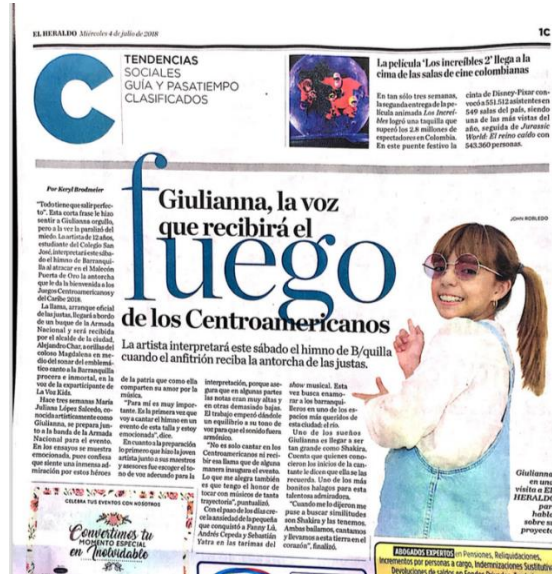 EL HERALDO Miércoles 4 de julio de 2018
1C
C
TENDENCIAS
SOCIALES
GUÍA Y PASATIEMPO
CLASIFICADOS
La película 'Los increíbles 2' llega a la
cima de las salas de cine colombianas
En tan sólo tres semanas,
la segunda entrega de la pe-
lícula animada Los Increí-
bles logró una taquilla que
superó los 2.8 millones de
espectadores en Colombia.
En este puente festivo la
cinta de Disney-Pixar con-
vocó a 551.512 asistentes en
549 salas del país, siendo
una de las más vistas del
año, seguida de Jurassic
World: El reino caído con
543.360 personas.
Giulianna, la voz
que recibirá el
fuego
de los Centroamericanos
La artista interpretará este sábado el himno de B/quilla
cuando el anfitrión reciba la antorcha de las justas.
JOHN ROBLEDO
Por Keryl Brodmeier
"Todo tiene que salir perfec-
to". Esta corta frase le hizo
sentir a Giulianna orgullo,
pero a la vez la paralizó del
miedo. La artista de 12 años,
estudiante del Colegio San
José, interpretará este sába-
do el himno de Barranqui-
lla al atracar en el Malecón
Puerta de Oro la antorcha
que le da la bienvenida a los
Juegos Centroamericanos y
del Caribe 2018.
La llama, arranque oficial
de las justas, llegará a bordo
de un buque de la Armada
Nacional y será recibida
por el alcalde de la ciudad,
Alejandro Char, a orillas del
coloso Magdalena en me-
dio del sonar del emblemá-
tico canto a la Barranquilla
procera e inmortal, en la
voz de la exparticipante de
La Voz Kids.
Hace tres semanas María
Juliana López Salcedo, co-
nocida artísticamente como
Giulianna, se prepara jun-
to a la banda de la Armada
Nacional para el evento.
En los ensayos se muestra
emocionada, pues confiesa
que siente una inmensa ad-
miración por estos héroes
de la patria que como ella
comparten su amor por la
música.
"Para mí es muy impor-
tante. Es la primera vez que
voy a cantar el himno en un
evento de esta talla y estoy
emocionada", dice.
En cuanto a la preparación
lo primero que hizo la joven
artista junto a sus maestros
y asesores fue escoger el to-
no de voz adecuado para la
interpretación, porque ase-
gura que en algunas partes
las notas eran muy altas y
en otras demasiado bajas.
El trabajo empezó dándole
un equilibrio a su tono de
voz para que el sonido fuera
armónico.
"No es solo cantar en los
Centroamericanos ni reci-
bir esa llama que de alguna
manera inaugura el evento.
Lo que me alegra también
es que tengo el honor de
tocar con músicos de tanta
trayectoria", puntualizó.
Con el paso de los días cre-
ce la ansiedad de la pequeña
que conquistó a Fanny Lú,
Andrés Cepeda y Sebastián
Yatra en las tarimas del
show musical. Esta
vez busca enamo-
rar a los barranqui-
lleros en uno de los es-
pacios más queridos de
esta ciudad: el río.
Uno de los sueños
de Giulianna es llegar a ser
tan grande como Shakira.
Cuenta que quienes cono-
cieron los inicios de la can-
tante le dicen que ella se las
recuerda. Uno de los más
bonitos halagos para esta
talentosa admiradora.
"Cuando me lo dijeron me
puse a buscar similitudes
son Shakira y las tenemos.
Ambas bailamos, cantamos
y llevamos a esta tierra en el
corazón", finalizó.
Giulianna
en una
visita a EL
HERALDO
para
hablar
sobre su
proyecto
CELEBRA TUS EVENTOS CON NOSOTROS
Convertimos tu
MOMENTO ESPECIAL
en Inolvidable
ABOGADOS EXPERTOS en Pensiones, Reliquidaciones,
Incrementos por personas a cargo, Indemnizaciones Sustitutivas
Devoluciones de saldos en